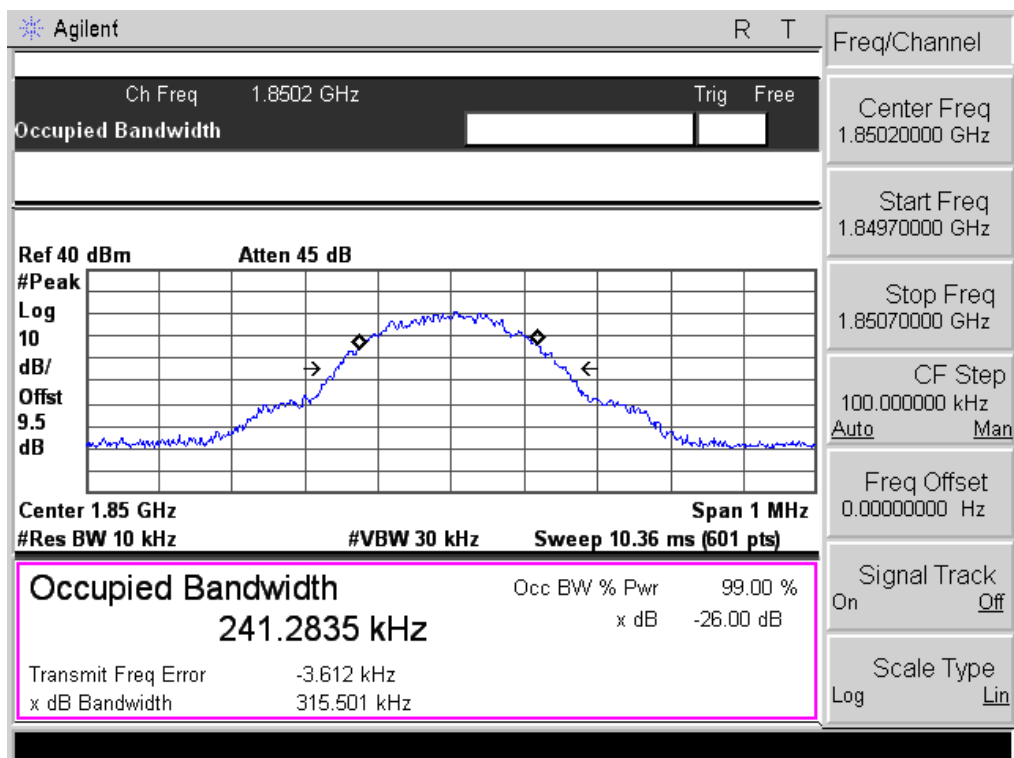 Agilent R T
Ch Freq 1.8502 GHz Trig Free
Occupied Bandwidth
Ref 40 dBm Atten 45 dB
#Peak
Log
10
dB/
Offst
9.5
dB
Center 1.85 GHz Span 1 MHz
#Res BW 10 kHz #VBW 30 kHz Sweep 10.36 ms (601 pts)
Occupied Bandwidth
241.2835 kHz
Occ BW % Pwr 99.00 %
x dB -26.00 dB
Transmit Freq Error -3.612 kHz
x dB Bandwidth 315.501 kHz
Freq/Channel
Center Freq
1.85020000 GHz
Start Freq
1.84970000 GHz
Stop Freq
1.85070000 GHz
CF Step
100.000000 kHz
Auto Man
Freq Offset
0.00000000 Hz
Signal Track
On Off
Scale Type
Log Lin